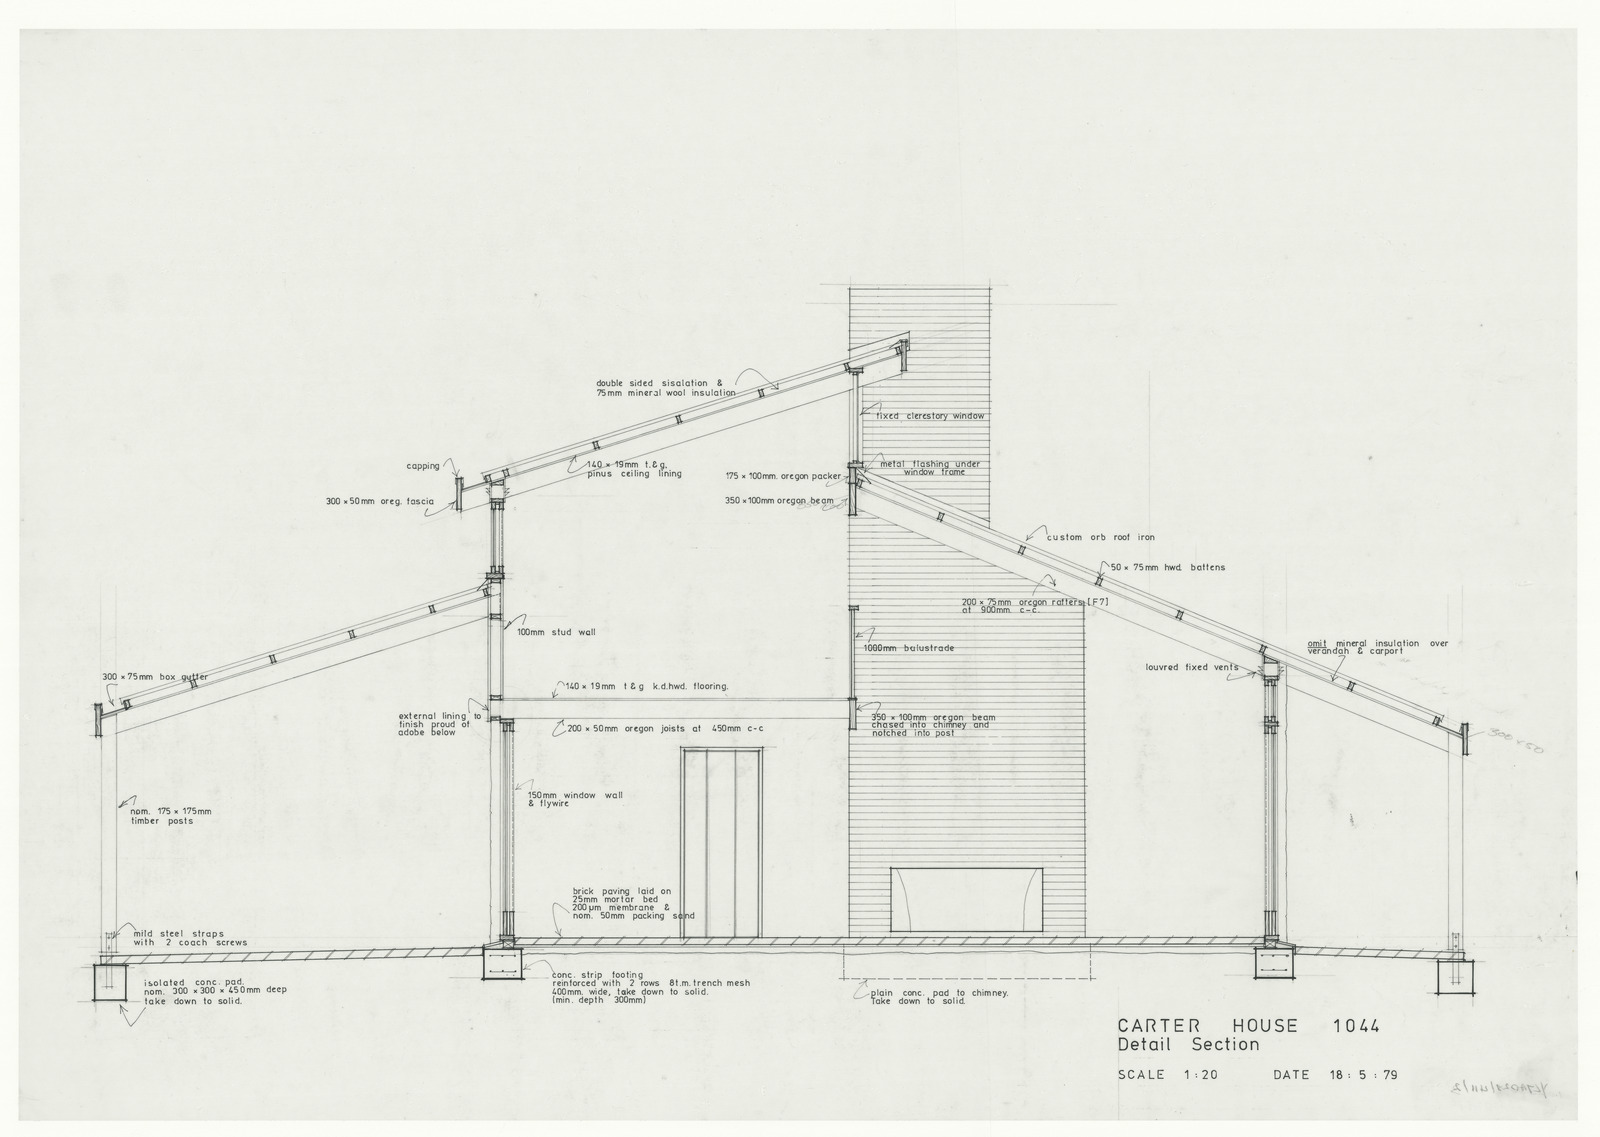 double sided sisalation &
75mm mineral wool insulation
fixed clerestory window
capping
140 × 19mm t.& g.
pinus ceiling lining
metal flashing under
window frame
175 × 100mm. oregon packer
300 × 50mm oreg. fascia
350 × 100mm oregon beam
custom orb roof iron
50 × 75mm hwd. battens
200 × 75mm oregon rafters [F7]
at 900mm c-c.
100mm stud wall
1000mm balustrade
omit mineral insulation over
verandah & carport
louvred fixed vents
300 × 75mm box gutter
140 × 19mm t & g k.d.hwd. flooring.
external lining to
finish proud of
adobe below
350 × 100mm oregon beam
chased into chimney and
notched into post
200 × 50mm oregon joists at 450mm c-c
300 × 50
150mm window wall
& flywire
nom. 175 × 175mm
timber posts
brick paving laid on
25mm mortar bed
200µm membrane &
nom. 50mm packing sand
mild steel straps
with 2 coach screws
isolated conc. pad.
nom. 300 × 300 × 450mm deep
take down to solid.
conc. strip footing
reinforced with 2 rows 8t.m. trench mesh
400mm. wide, take down to solid.
(min. depth 300mm)
plain conc. pad to chimney.
Take down to solid.
CARTER HOUSE 1044
Detail Section
SCALE 1:20 DATE 18:5:79